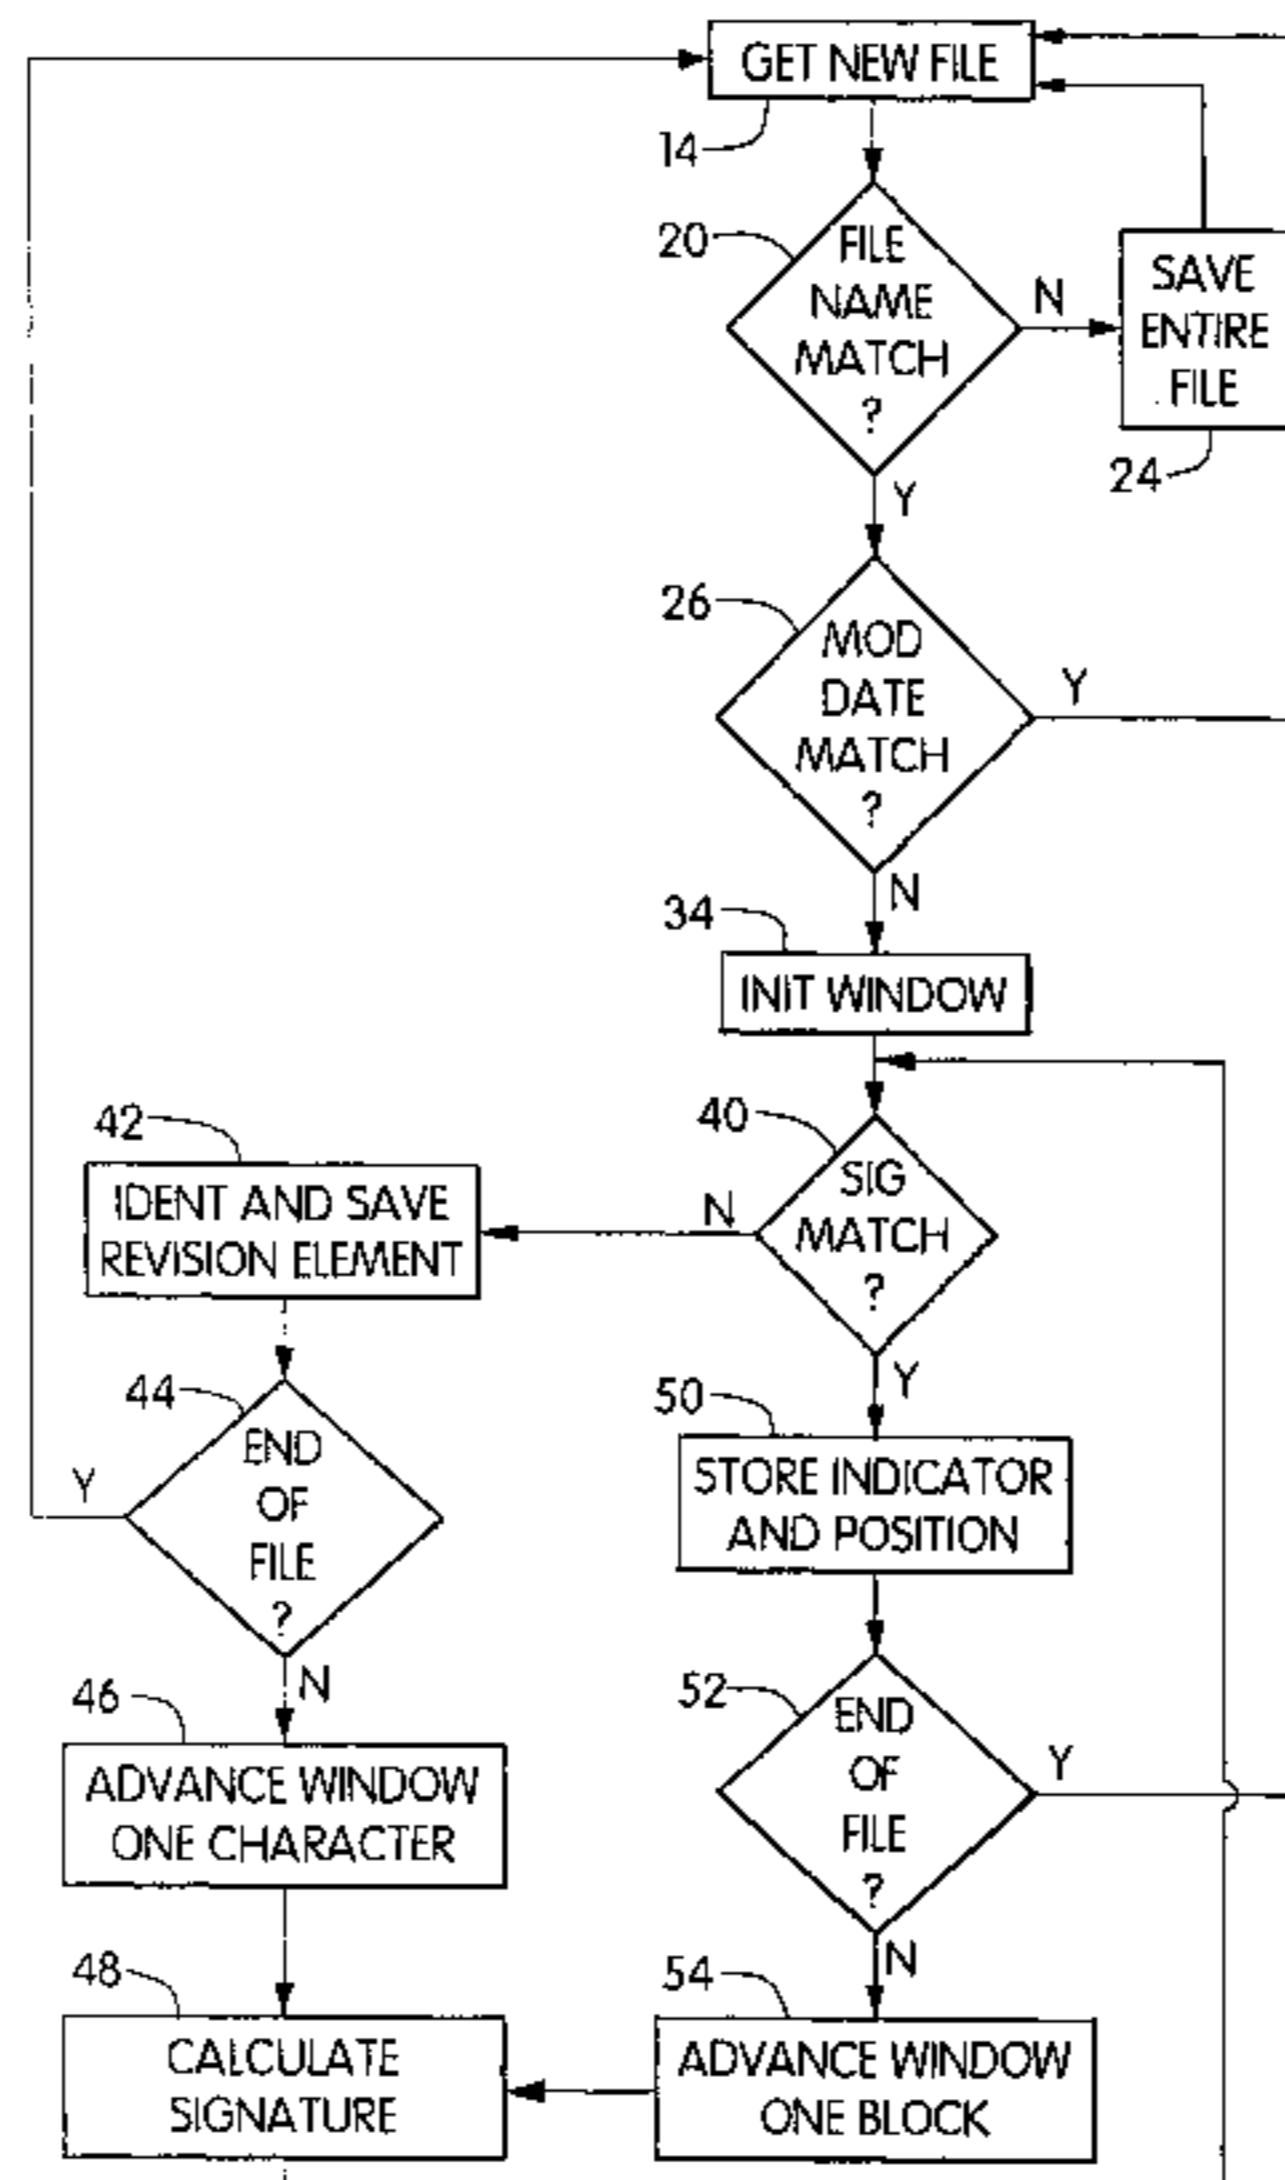 GET NEW FILE
14
20
FILE
NAME
MATCH
?
N
SAVE
ENTIRE
FILE
24
Y
26
MOD
DATE
MATCH
?
Y
N
34
INIT WINDOW
42
40
IDENT AND SAVE
REVISION ELEMENT
N
SIG
MATCH
?
Y
44
END
OF
FILE
?
Y
N
50
STORE INDICATOR
AND POSITION
46
ADVANCE WINDOW
ONE CHARACTER
52
END
OF
FILE
?
Y
N
48
CALCULATE
SIGNATURE
54
ADVANCE WINDOW
ONE BLOCK